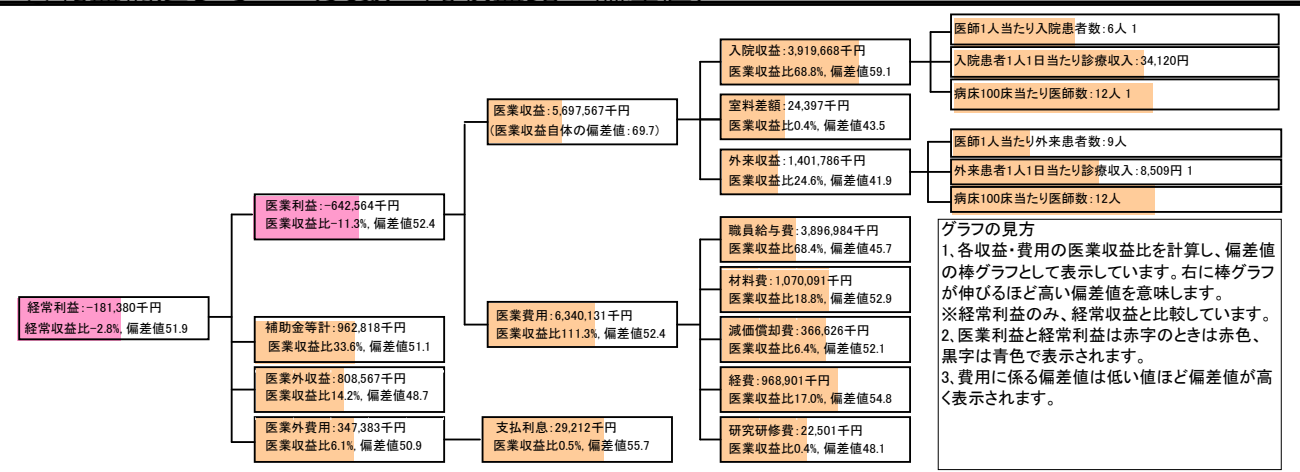 経常利益:-181,380千円
経常収益比-2.8%, 偏差値51.9
医業利益:-642,564千円
医業収益比-11.3%, 偏差値52.4
補助金等計:962,818千円
医業収益比33.6%, 偏差値51.1
医業外収益:808,567千円
医業収益比14.2%, 偏差値48.7
医業外費用:347,383千円
医業収益比6.1%, 偏差値50.9
医業収益:5,697,567千円
(医業収益自体の偏差値:69.7)
医業費用:6,340,131千円
医業収益比111.3%, 偏差値52.4
支払利息:29,212千円
医業収益比0.5%, 偏差値55.7
入院収益:3,919,668千円
医業収益比68.8%, 偏差値59.1
室料差額:24,397千円
医業収益比0.4%, 偏差値43.5
外来収益:1,401,786千円
医業収益比24.6%, 偏差値41.9
職員給与費:3,896,984千円
医業収益比68.4%, 偏差値45.7
材料費:1,070,091千円
医業収益比18.8%, 偏差値52.9
減価償却費:366,626千円
医業収益比6.4%, 偏差値52.1
経費:968,901千円
医業収益比17.0%, 偏差値54.8
研究研修費:22,501千円
医業収益比0.4%, 偏差値48.1
医師1人当たり入院患者数:6人 1
入院患者1人1日当たり診療収入:34,120円
病床100床当たり医師数:12人 1
医師1人当たり外来患者数:9人
外来患者1人1日当たり診療収入:8,509円 1
病床100床当たり医師数:12人
グラフの見方
1、各収益・費用の医業収益比を計算し、偏差値
の棒グラフとして表示しています。右に棒グラフ
が伸びるほど高い偏差値を意味します。
※経常利益のみ、経常収益と比較しています。
2、医業利益と経常利益は赤字のときは赤色、
黒字は青色で表示されます。
3、費用に係る偏差値は低い値ほど偏差値が高
く表示されます。